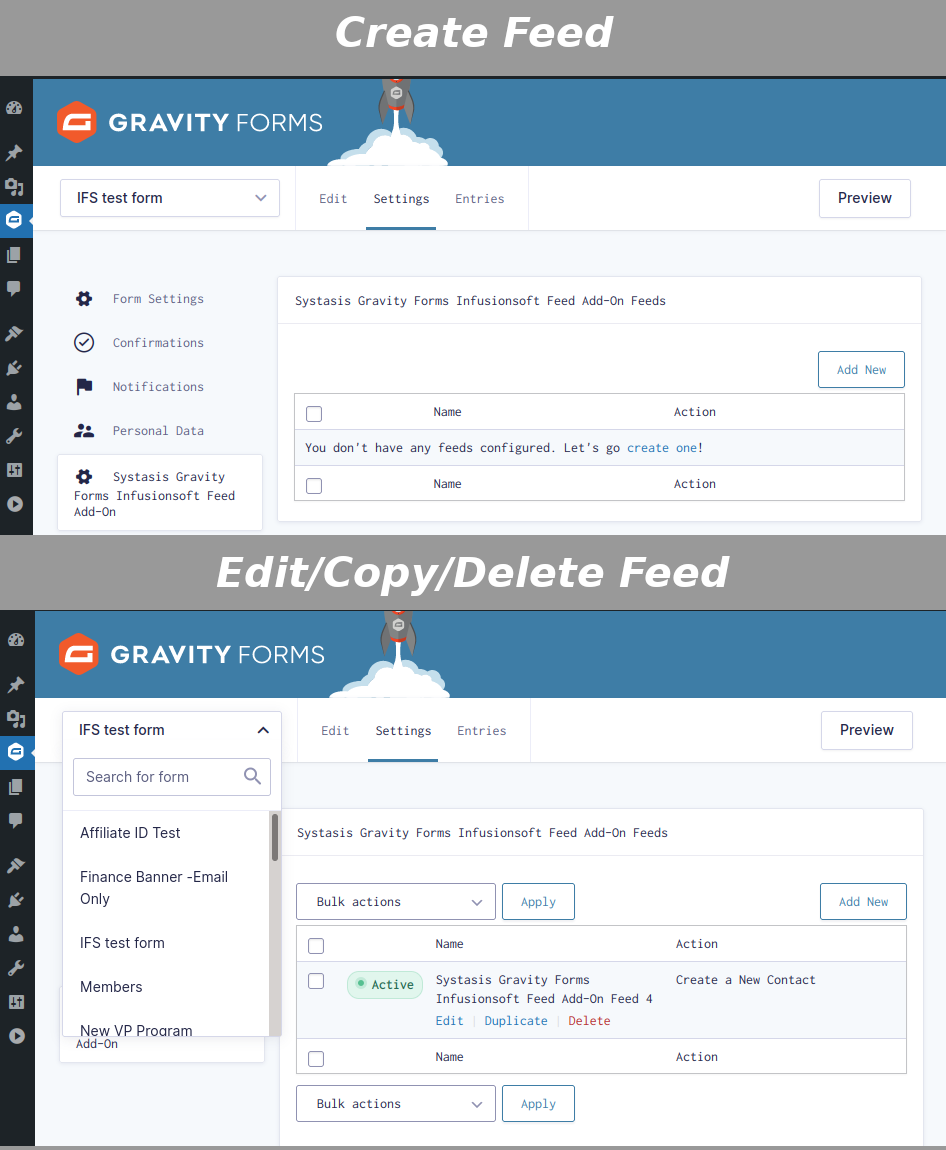 Create Feed
GRAVITY FORMS
IFS test form
Edit
Settings
Entries
Preview
Form Settings
Confirmations
Notifications
Personal Data
Systasis Gravity
Forms Infusionsoft Feed
Add-On
Systasis Gravity Forms Infusionsoft Feed Add-On Feeds
Add New
Name
Action
You don't have any feeds configured. Let's go create one!
Name
Action
Edit/Copy/Delete Feed
GRAVITY FORMS
IFS test form
Edit
Settings
Entries
Preview
Search for form
Affiliate ID Test
Finance Banner -Email
Only
IFS test form
Members
New VP Program
Add-On
Systasis Gravity Forms Infusionsoft Feed Add-On Feeds
Bulk actions
Apply
Add New
Name
Action
Active
Systasis Gravity Forms
Infusionsoft Feed Add-On Feed 4
Create a New Contact
Edit | Duplicate | Delete
Name
Action
Bulk actions
Apply